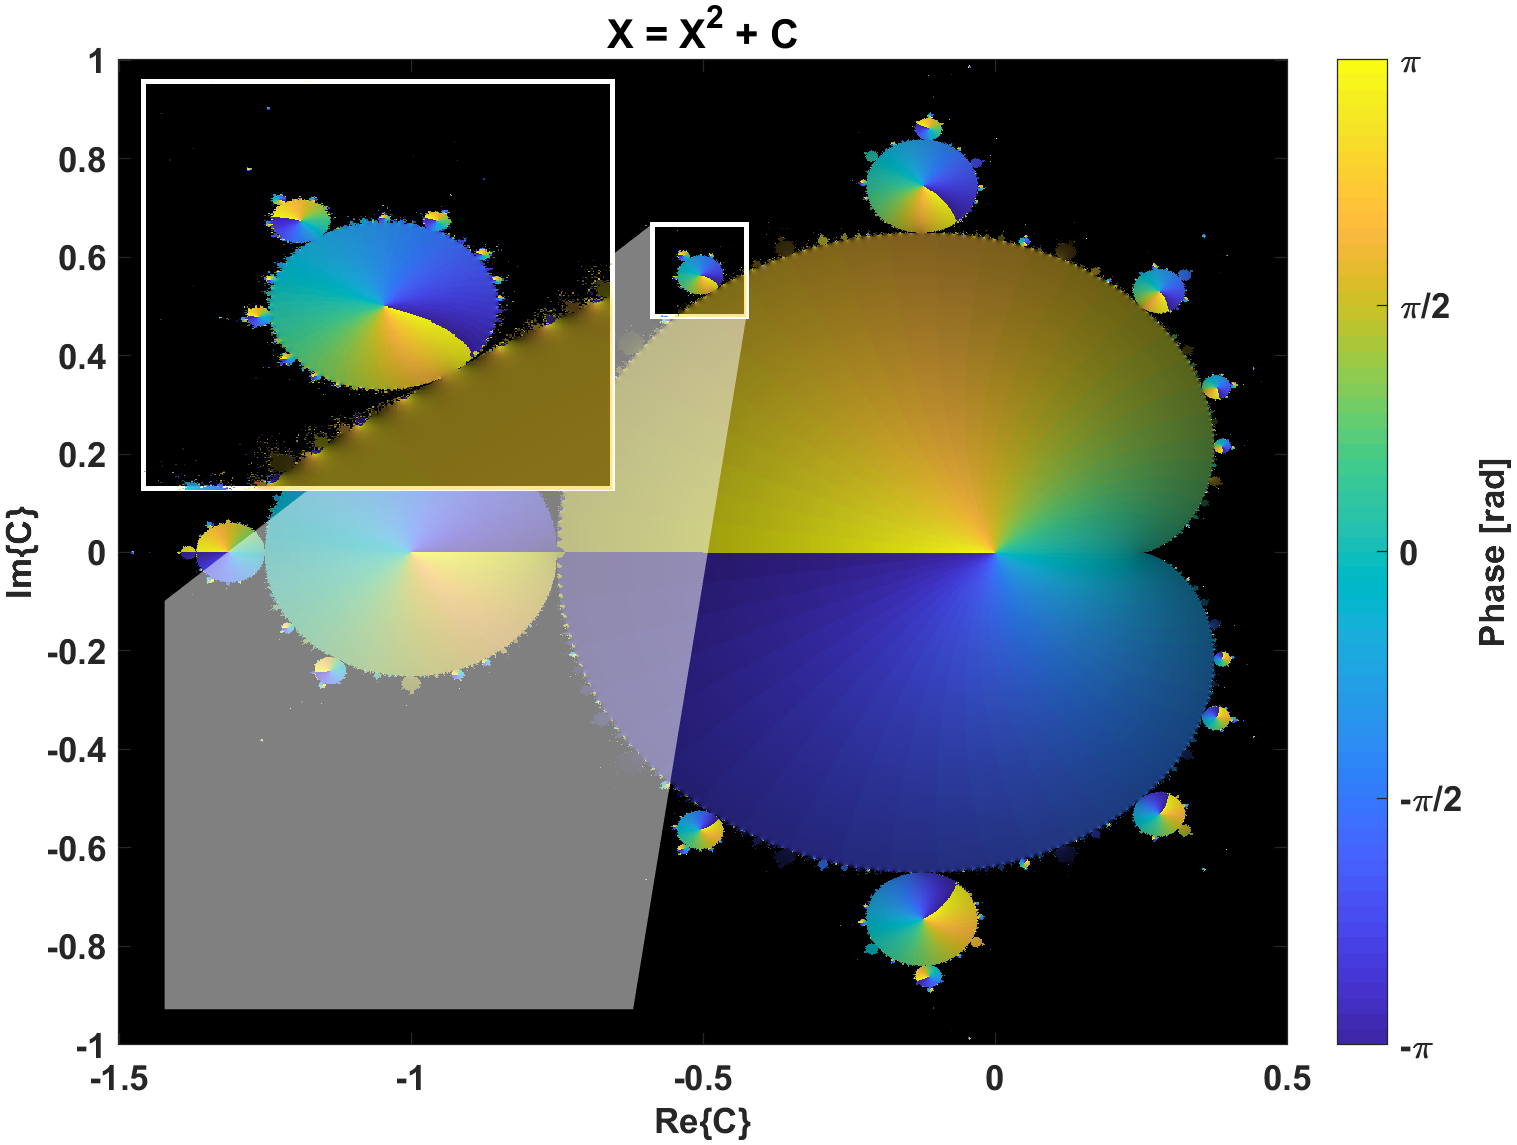 X = X² + C
1
0.8
0.6
0.4
0.2
0
-0.2
-0.4
-0.6
-0.8
-1
Im{C}
-1.5
-1
-0.5
0
0.5
Re{C}
π
π/2
0
-π/2
-π
Phase [rad]